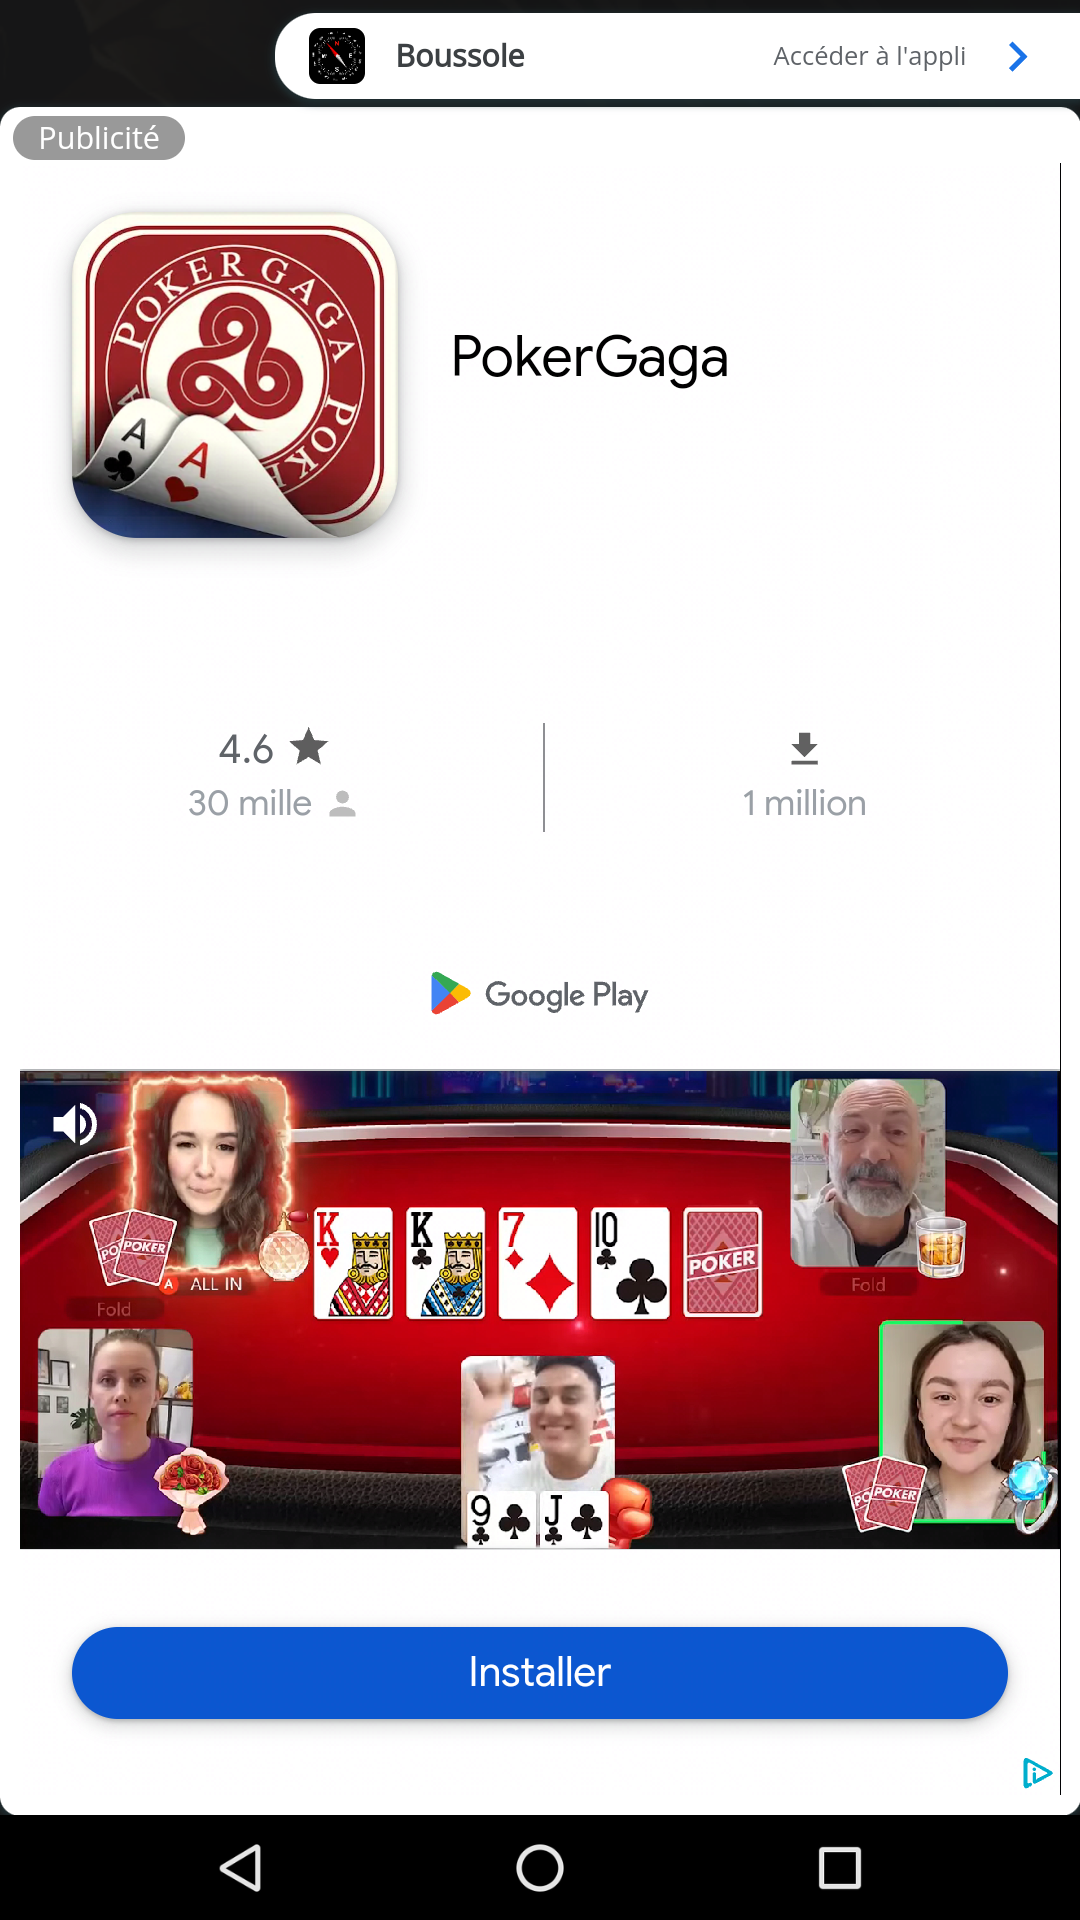 Boussole
Accéder à l'appli
Publicité
POKER GAGA
A
A
PokerGaga
4.6
30 mille
1 million
Google Play
POKER
ALL IN
Fold
K
K
7
10
POKER
Fold
9
J
POKER
Installer